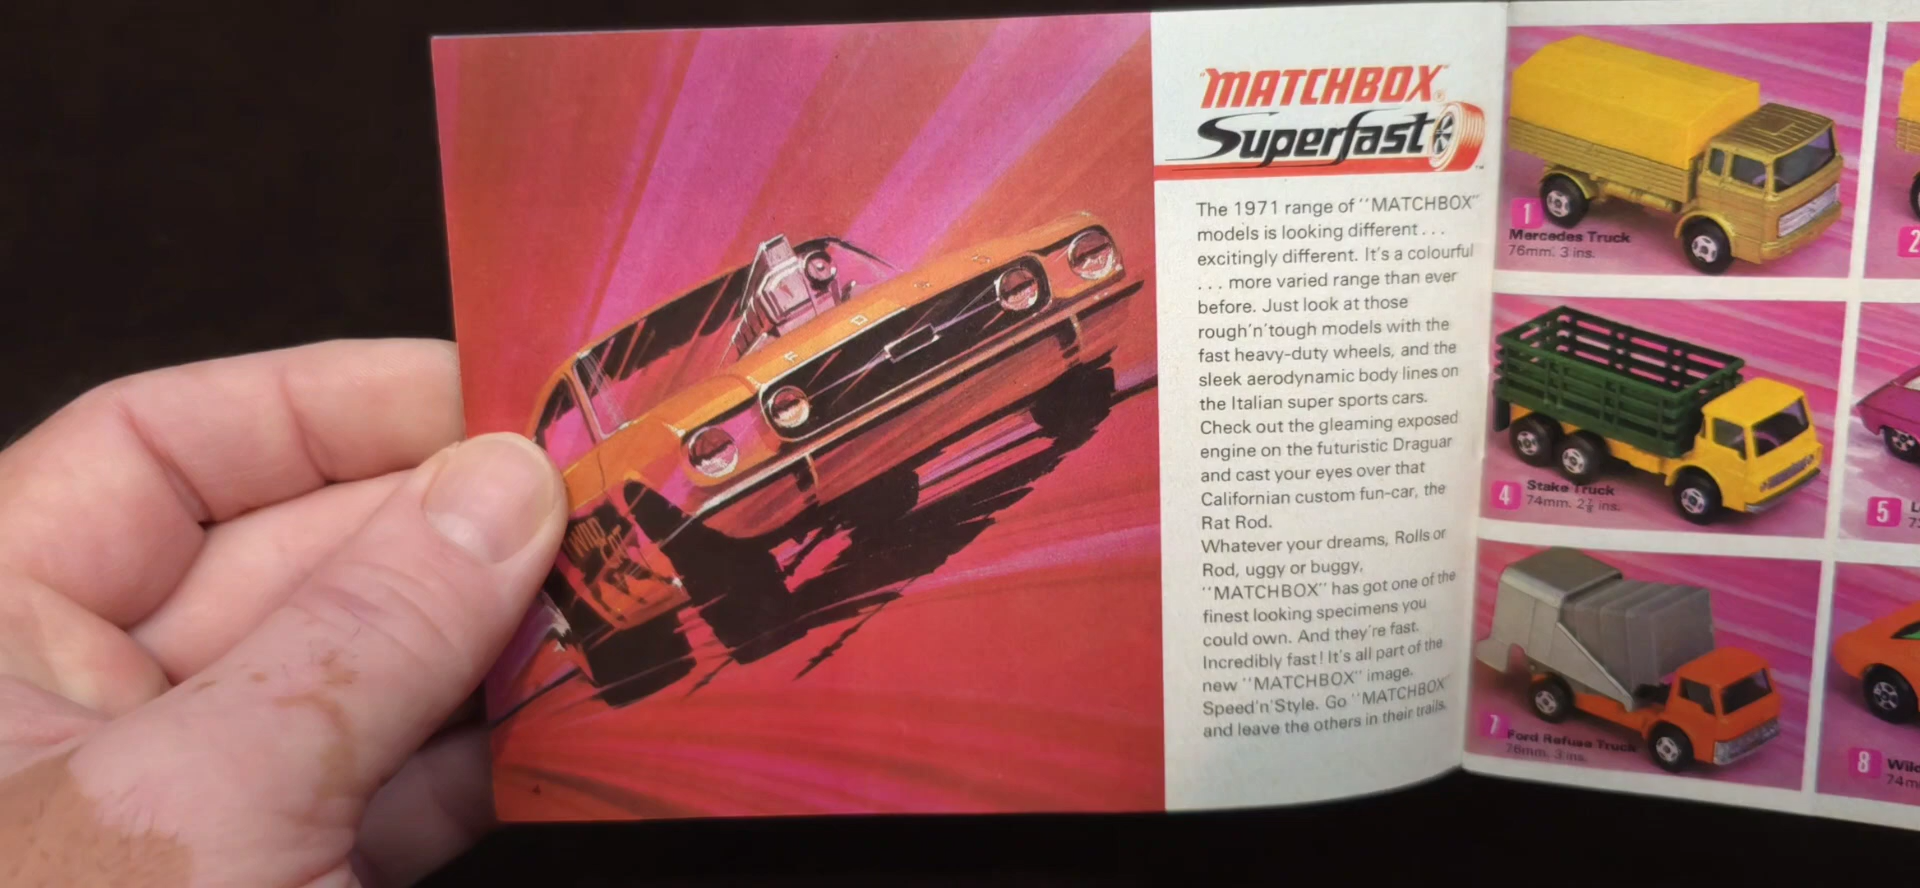 WILD
CAT
F O R D
"MATCHBOX"®
Superfast
TM
The 1971 range of "MATCHBOX"
models is looking different . . .
excitingly different. It's a colourful
. . . more varied range than ever
before. Just look at those
rough'n'tough models with the
fast heavy-duty wheels, and the
sleek aerodynamic body lines on
the Italian super sports cars.
Check out the gleaming exposed
engine on the futuristic Draguar
and cast your eyes over that
Californian custom fun-car, the
Rat Rod.
Whatever your dreams, Rolls or
Rod, uggy or buggy,
"MATCHBOX" has got one of the
finest looking specimens you
could own. And they're fast.
Incredibly fast! It's all part of the
new "MATCHBOX" image.
Speed'n'Style. Go "MATCHBOX"
and leave the others in their trails.
1
Mercedes Truck
76mm. 3 ins.
2
4
Stake Truck
74mm. 2⅞ ins.
5
7
Ford Refuse Truck
76mm. 3 ins.
8